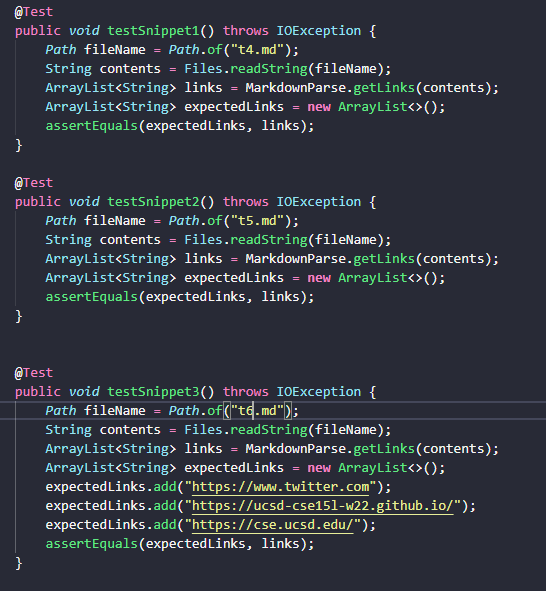 @Test
public void testSnippet1() throws IOException {
Path fileName = Path.of("t4.md");
String contents = Files.readString(fileName);
ArrayList<String> links = MarkdownParse.getLinks(contents);
ArrayList<String> expectedLinks = new ArrayList<>();
assertEquals(expectedLinks, links);
}
@Test
public void testSnippet2() throws IOException {
Path fileName = Path.of("t5.md");
String contents = Files.readString(fileName);
ArrayList<String> links = MarkdownParse.getLinks(contents);
ArrayList<String> expectedLinks = new ArrayList<>();
assertEquals(expectedLinks, links);
}
@Test
public void testSnippet3() throws IOException {
Path fileName = Path.of("t6.md");
String contents = Files.readString(fileName);
ArrayList<String> links = MarkdownParse.getLinks(contents);
ArrayList<String> expectedLinks = new ArrayList<>();
expectedLinks.add("https://www.twitter.com");
expectedLinks.add("https://ucsd-cse15l-w22.github.io/");
expectedLinks.add("https://cse.ucsd.edu/");
assertEquals(expectedLinks, links);
}